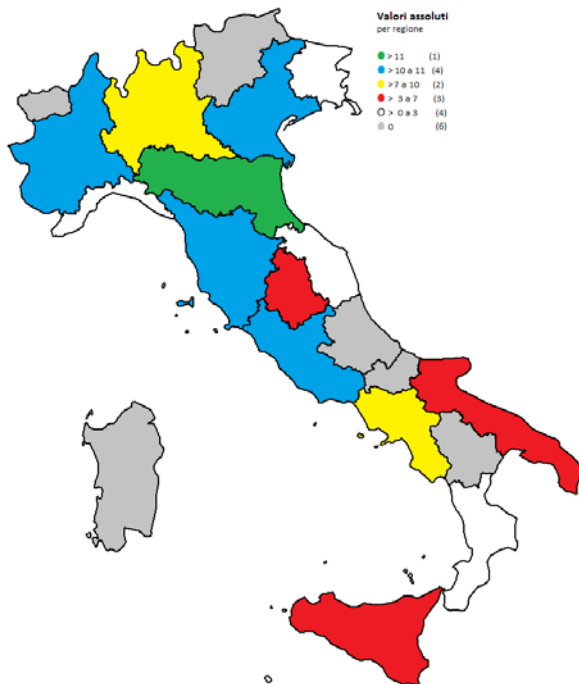 Valori assoluti
per regione
> 11 (1)
> 10 a 11 (4)
> 7 a 10 (2)
> 3 a 7 (3)
> 0 a 3 (4)
0 (6)